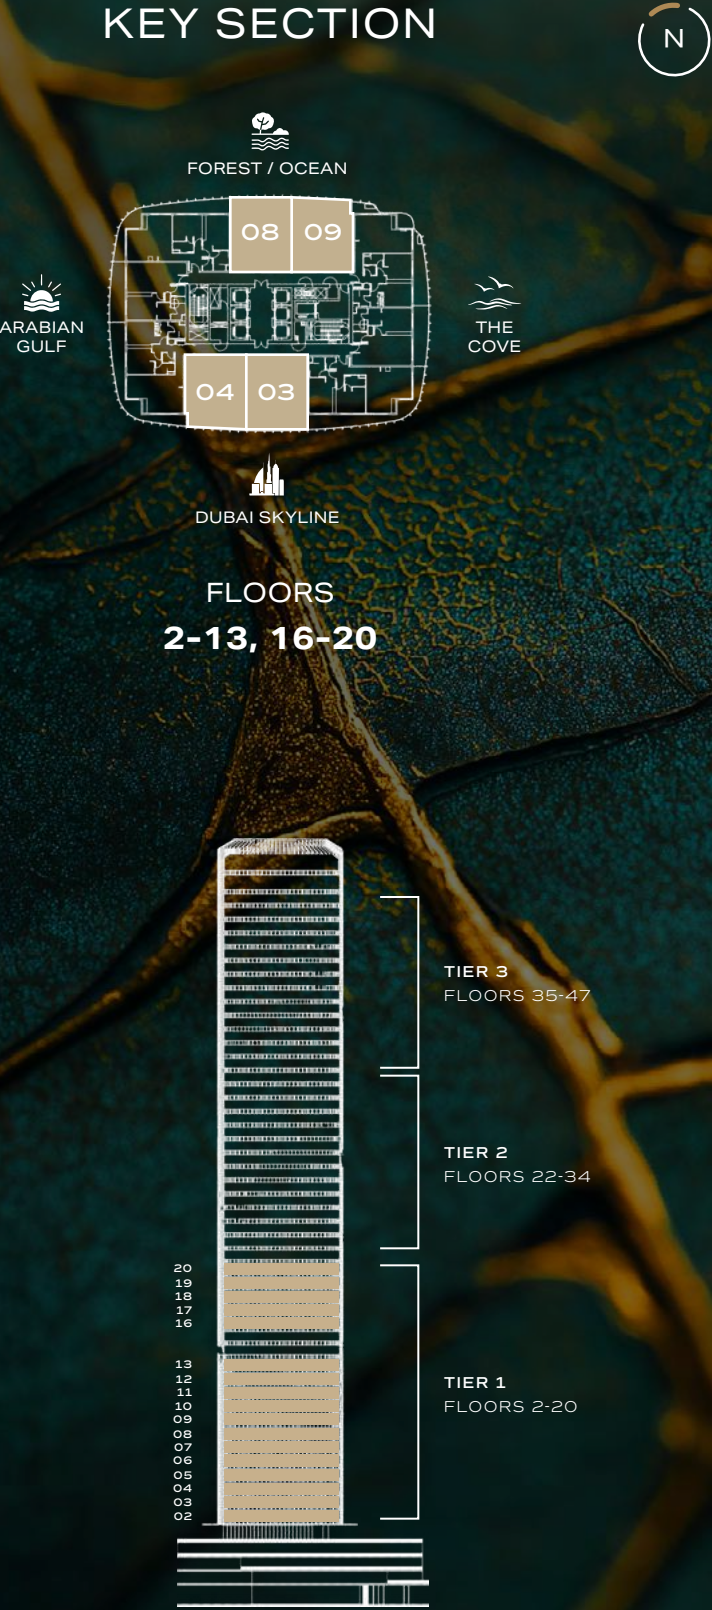 KEY SECTION
N
FOREST / OCEAN
08 09
ARABIAN
GULF
THE
COVE
04 03
DUBAI SKYLINE
FLOORS
2-13, 16-20
TIER 3
FLOORS 35-47
TIER 2
FLOORS 22-34
20
19
18
17
16
13
12
11
10
09
08
07
06
05
04
03
02
TIER 1
FLOORS 2-20